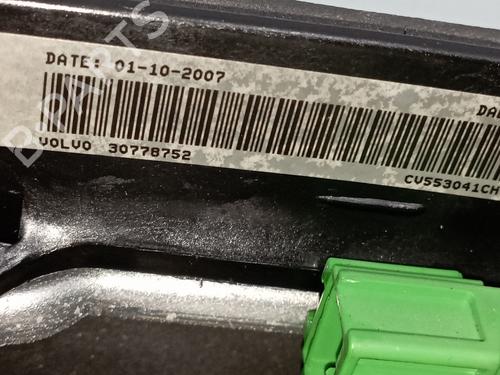 DATE: 01-10-2007
VOLVO 30778752
CV553041CH
B-PARTS